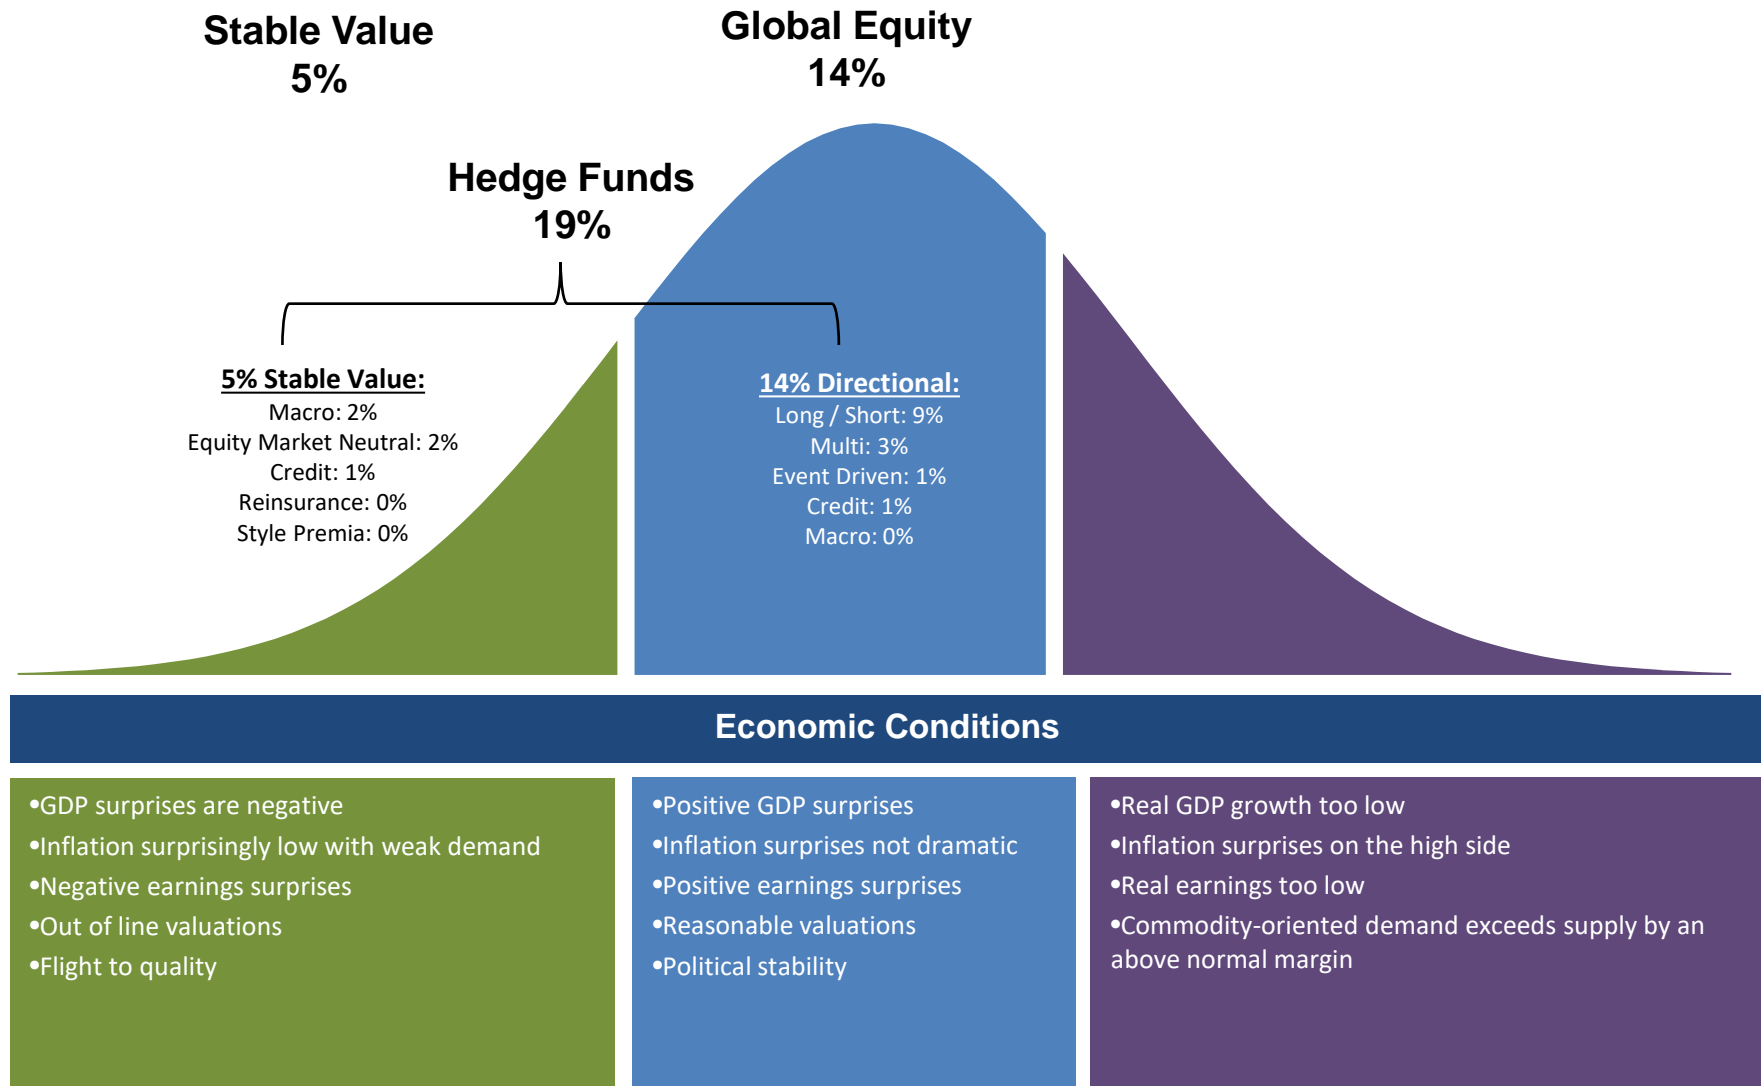 Stable Value
5%
Global Equity
14%
Hedge Funds
19%
5% Stable Value:
Macro: 2%
Equity Market Neutral: 2%
Credit: 1%
Reinsurance: 0%
Style Premia: 0%
14% Directional:
Long / Short: 9%
Multi: 3%
Event Driven: 1%
Credit: 1%
Macro: 0%
Economic Conditions
•GDP surprises are negative
•Inflation surprisingly low with weak demand
•Negative earnings surprises
•Out of line valuations
•Flight to quality
•Positive GDP surprises
•Inflation surprises not dramatic
•Positive earnings surprises
•Reasonable valuations
•Political stability
•Real GDP growth too low
•Inflation surprises on the high side
•Real earnings too low
•Commodity-oriented demand exceeds supply by an
above normal margin